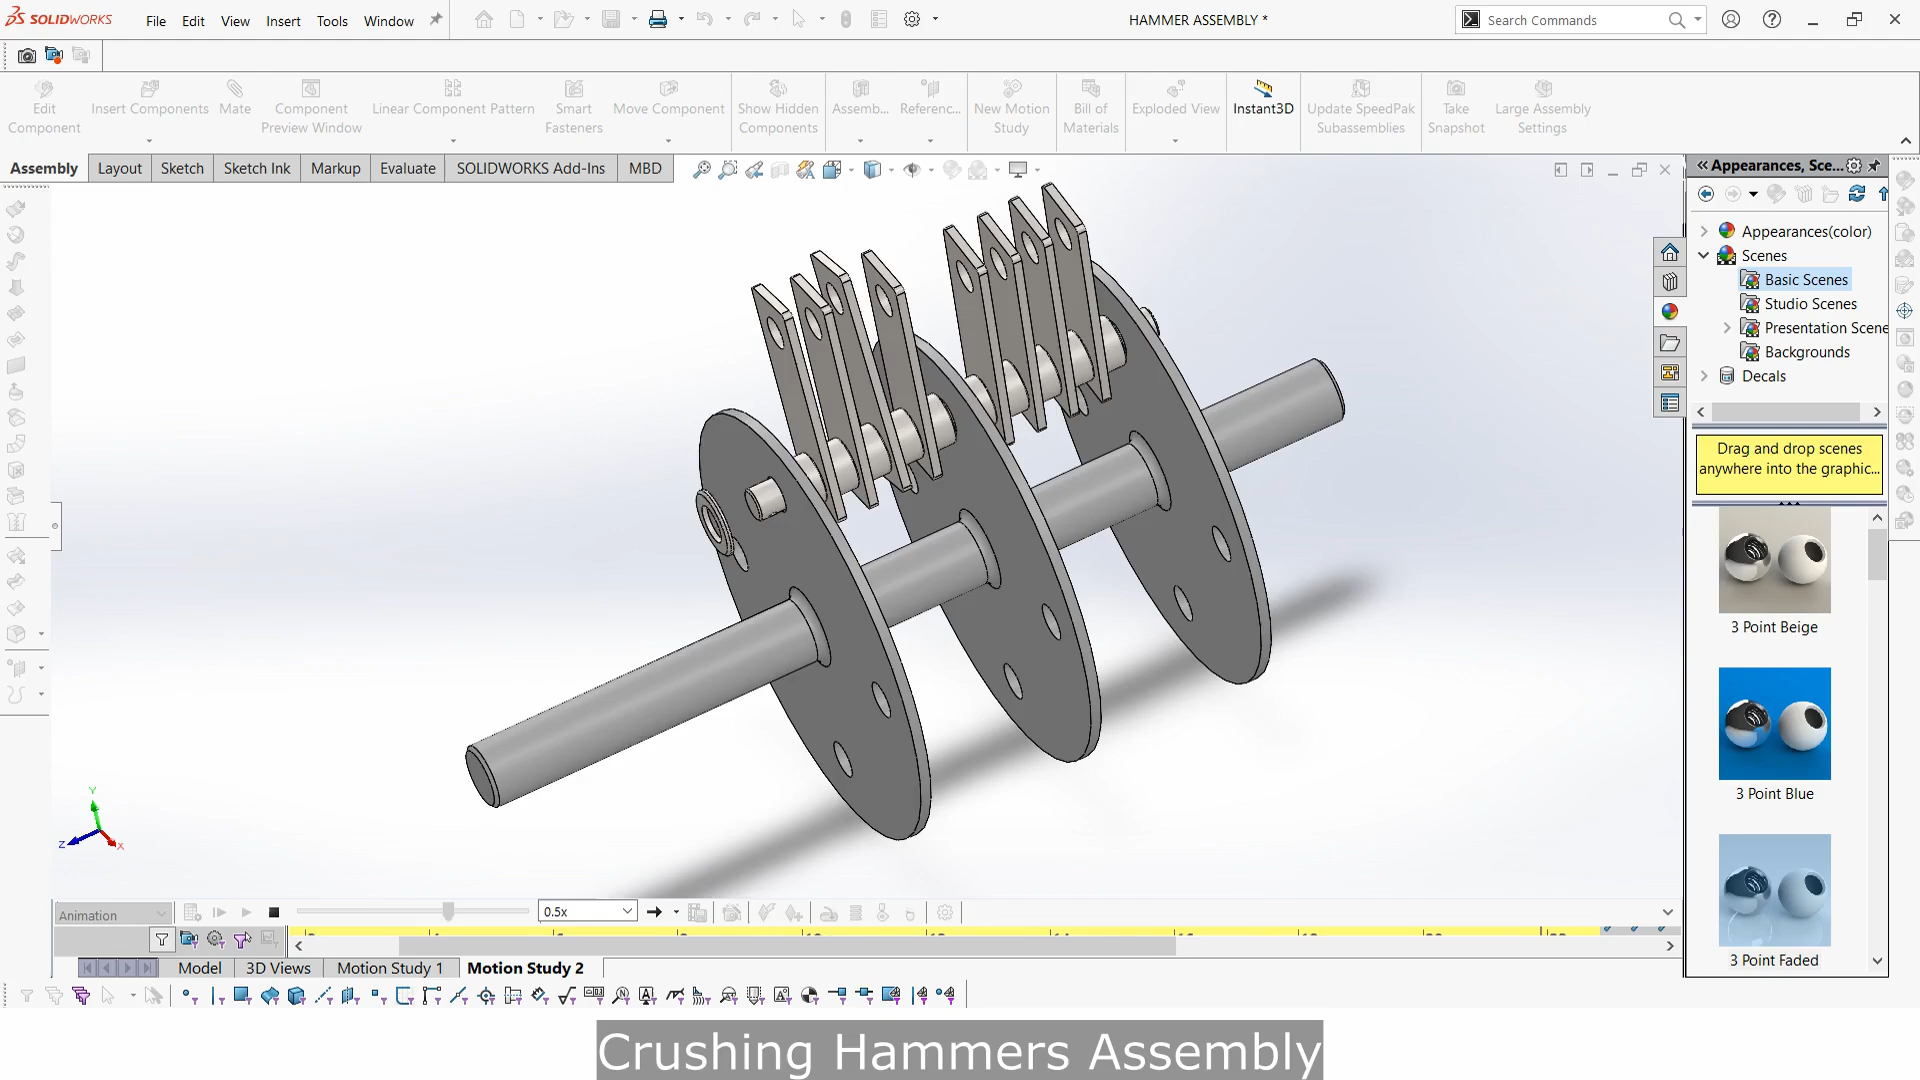 SOLIDWORKS
File Edit View Insert Tools Window
HAMMER ASSEMBLY *
Search Commands
Edit Component
Insert Components
Mate
Component Preview Window
Linear Component Pattern
Smart Fasteners
Move Component
Show Hidden Components
Assemb...
Referenc...
New Motion Study
Bill of Materials
Exploded View
Instant3D
Update SpeedPak Subassemblies
Take Snapshot
Large Assembly Settings
Assembly Layout Sketch Sketch Ink Markup Evaluate SOLIDWORKS Add-Ins MBD
Appearances, Sce...
Appearances(color)
Scenes
Basic Scenes
Studio Scenes
Presentation Scene
Backgrounds
Decals
Drag and drop scenes
anywhere into the graphic...
3 Point Beige
3 Point Blue
3 Point Faded
Y
Z
X
Animation
0.5x
Model 3D Views Motion Study 1 Motion Study 2
Crushing Hammers Assembly